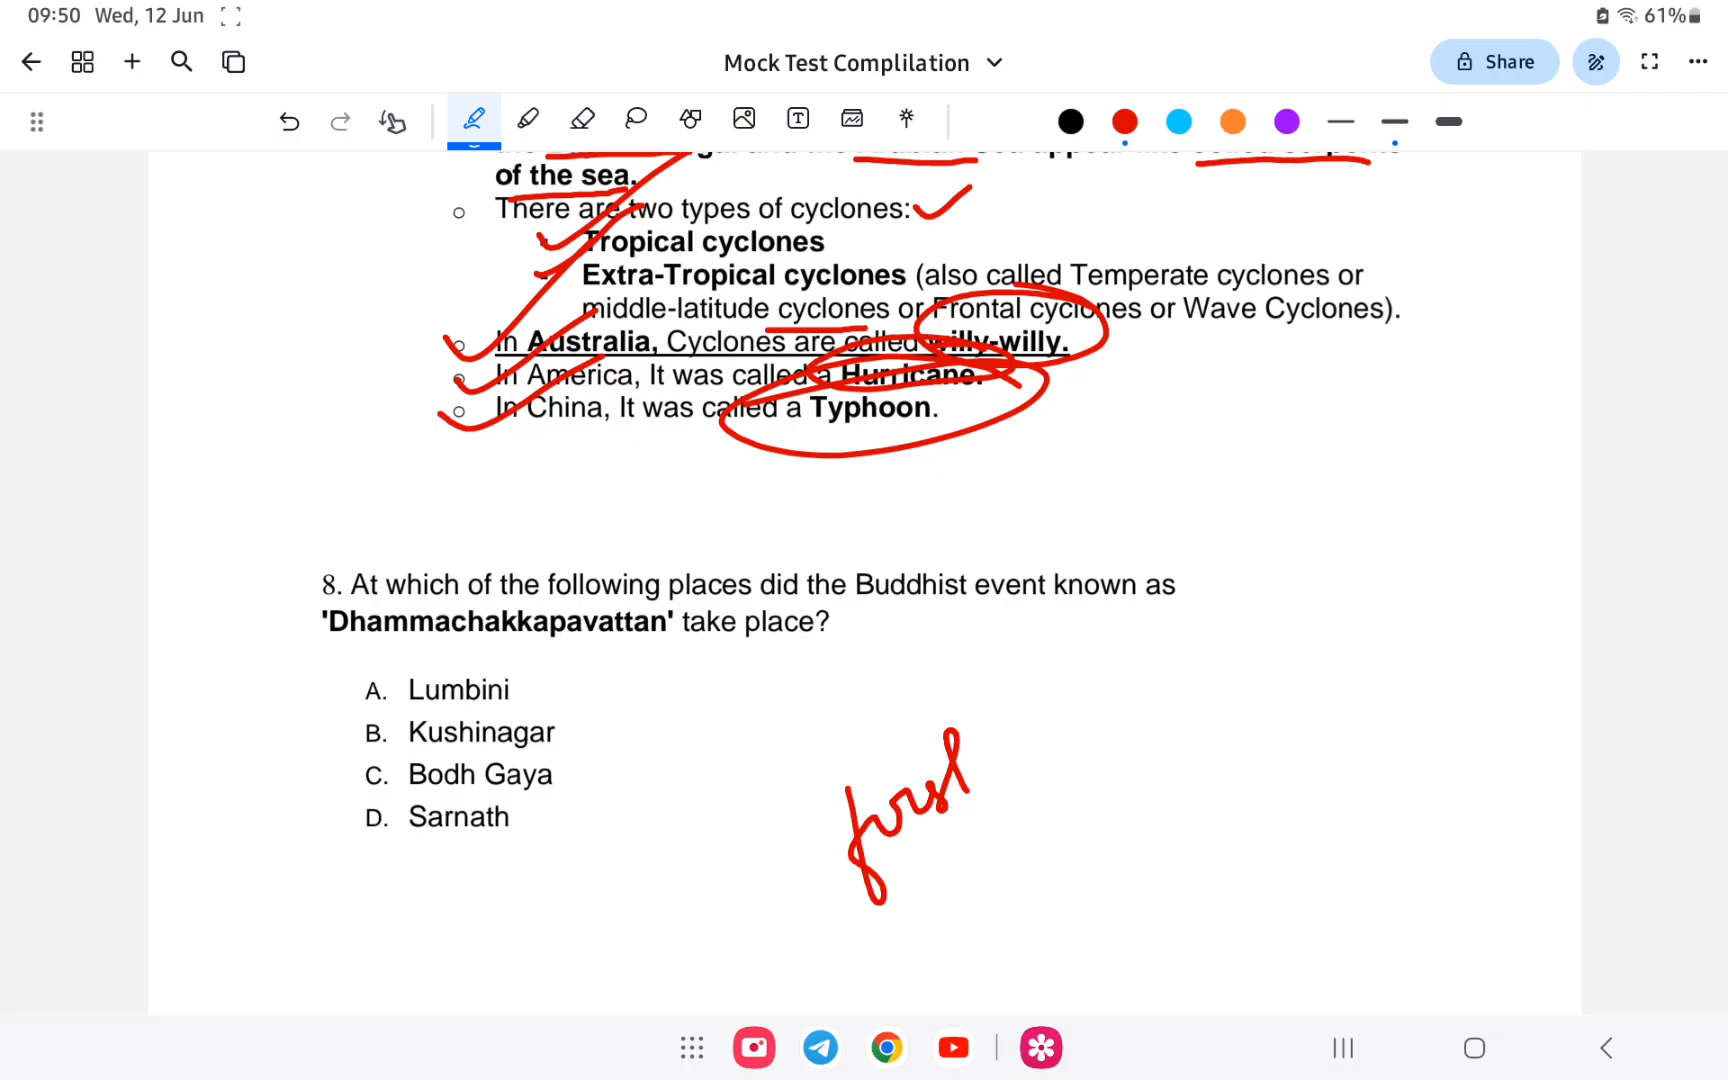 09:50 Wed, 12 Jun
61%
Mock Test Complilation
Share
of the sea.
There are two types of cyclones:
Tropical cyclones
Extra-Tropical cyclones (also called Temperate cyclones or
middle-latitude cyclones or Frontal cyclones or Wave Cyclones).
In Australia, Cyclones are called willy-willy.
In America, It was called a Hurricane.
In China, It was called a Typhoon.
8. At which of the following places did the Buddhist event known as
'Dhammachakkapavattan' take place?
A. Lumbini
B. Kushinagar
C. Bodh Gaya
D. Sarnath
first